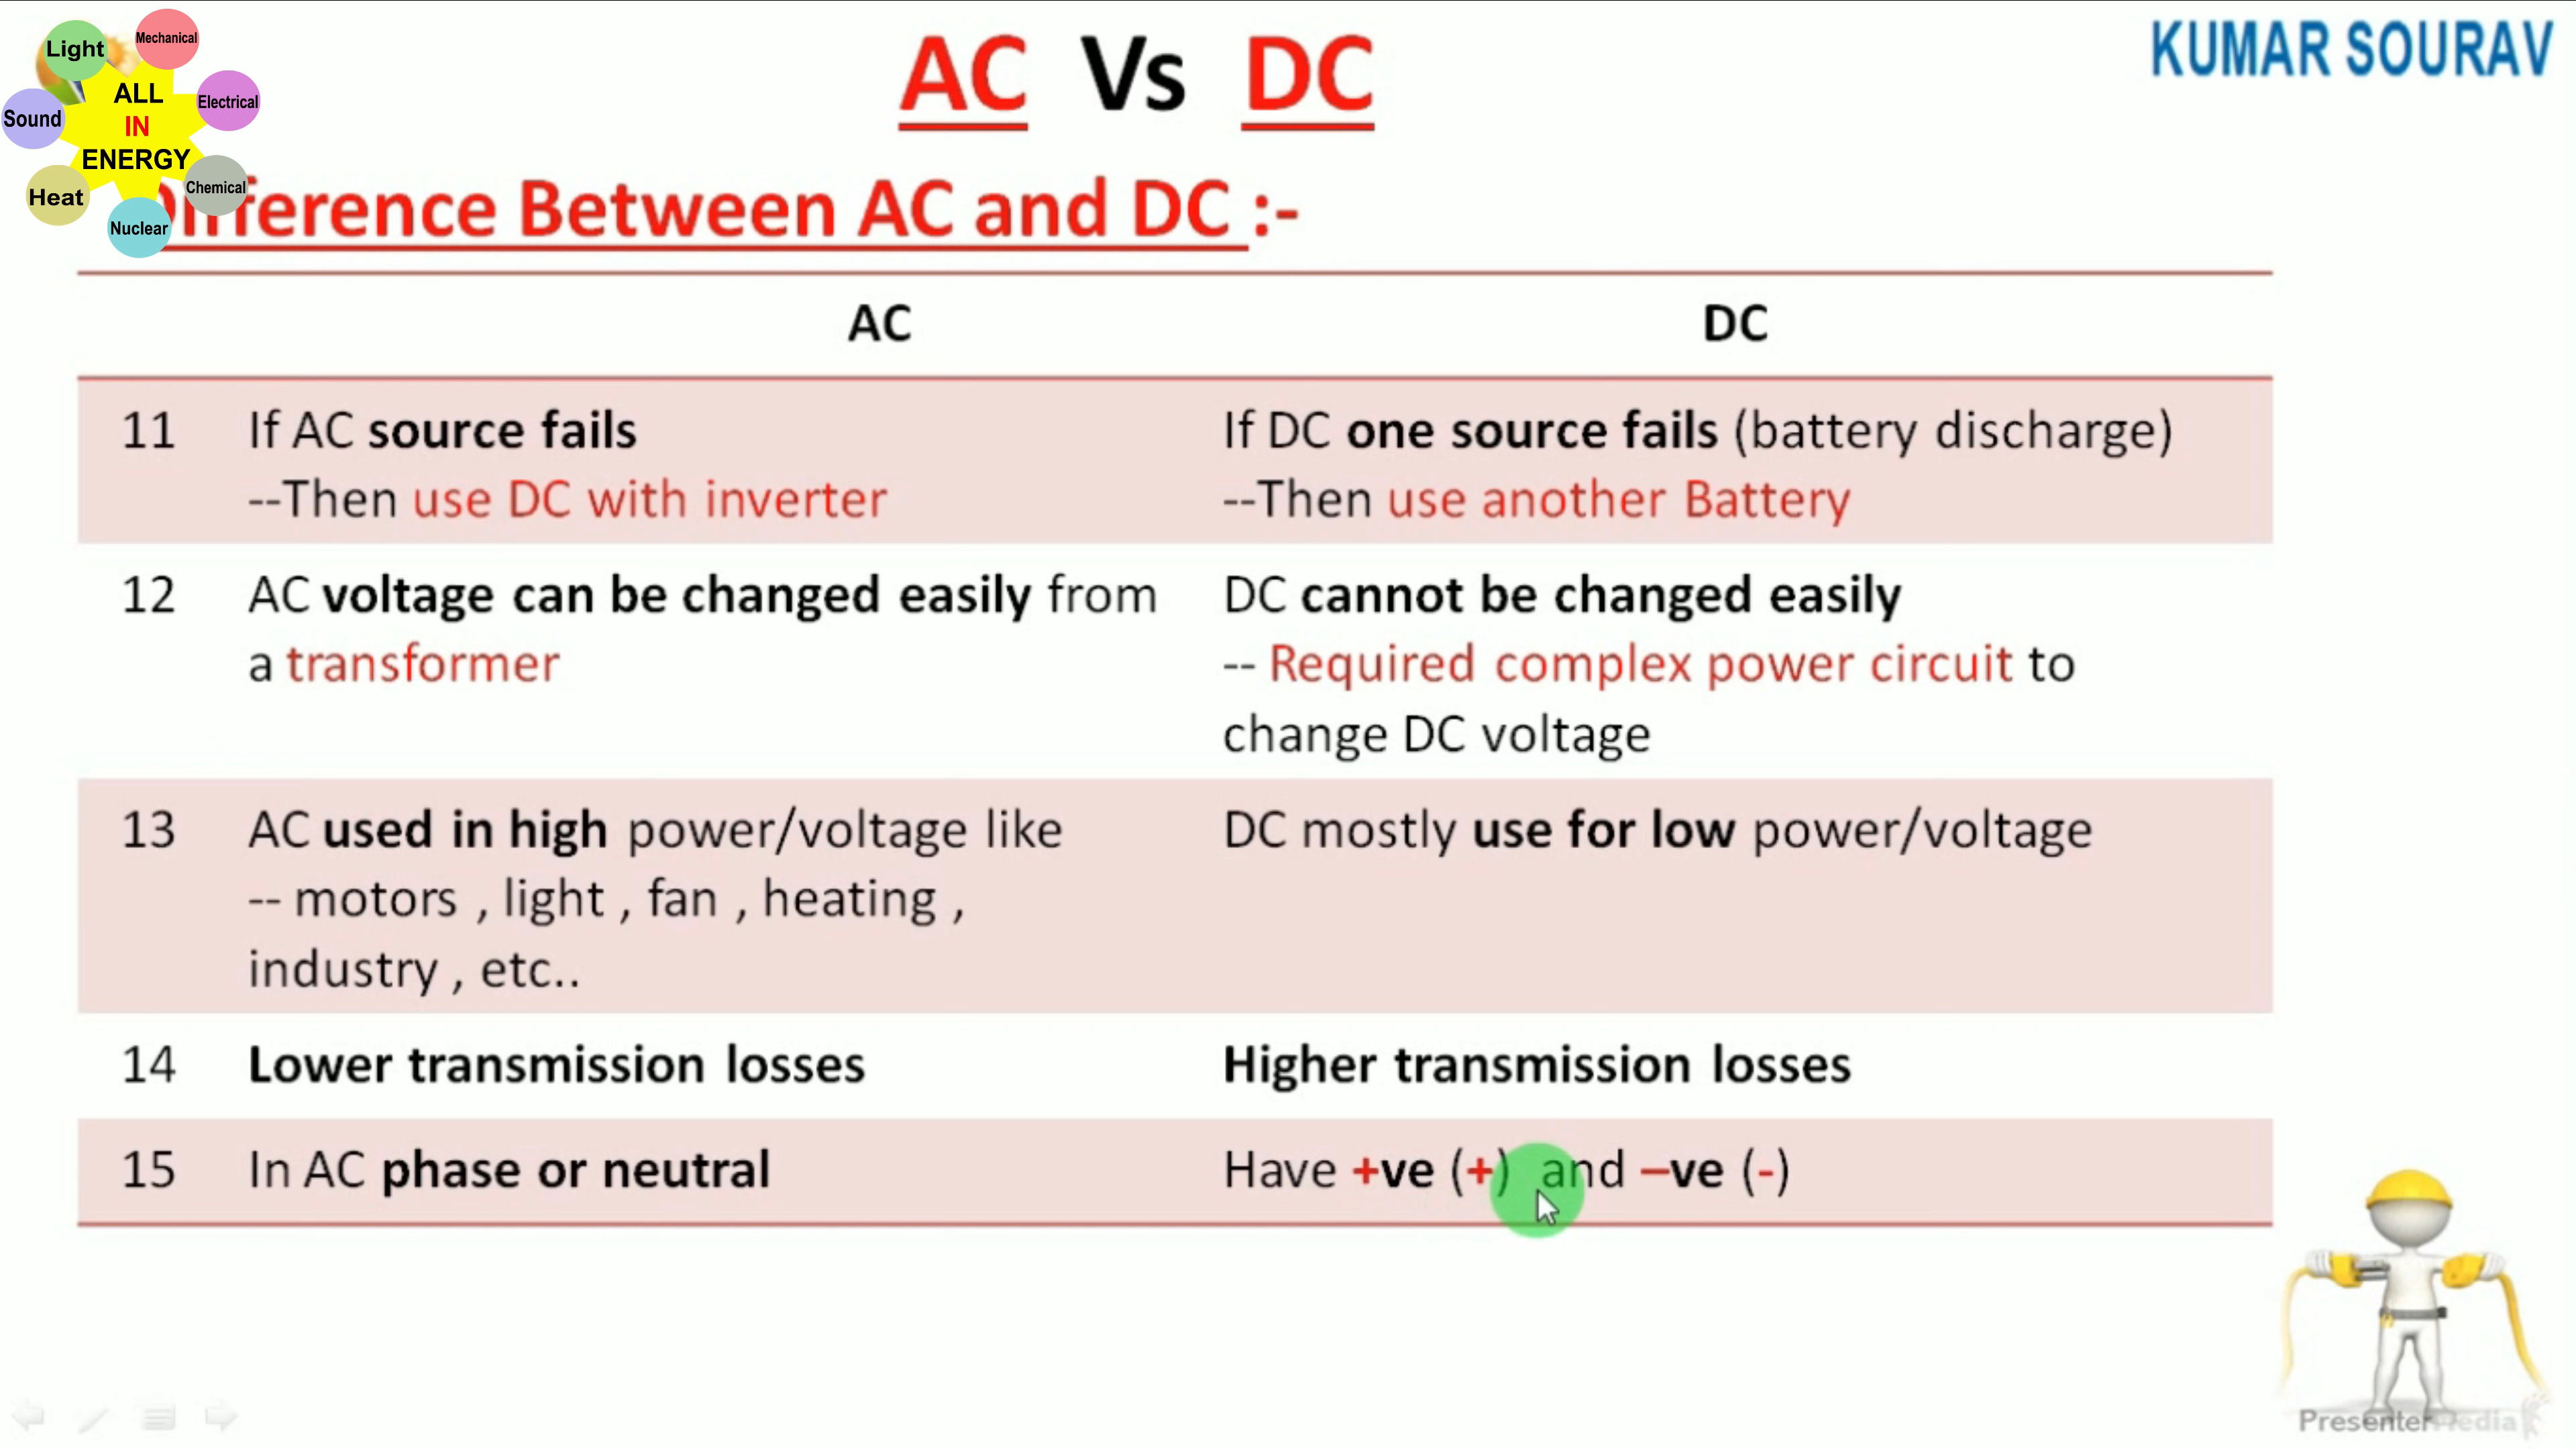 Light
Mechanical
ALL
IN
ENERGY
Electrical
Sound
Heat
Chemical
Nuclear
AC Vs DC
KUMAR SOURAV
Difference Between AC and DC :-
AC DC
11 If AC source fails If DC one source fails (battery discharge)
--Then use DC with inverter --Then use another Battery
12 AC voltage can be changed easily from DC cannot be changed easily
a transformer -- Required complex power circuit to
change DC voltage
13 AC used in high power/voltage like DC mostly use for low power/voltage
-- motors , light , fan , heating ,
industry , etc..
14 Lower transmission losses Higher transmission losses
15 In AC phase or neutral Have +ve (+) and –ve (-)
PresenterMedia